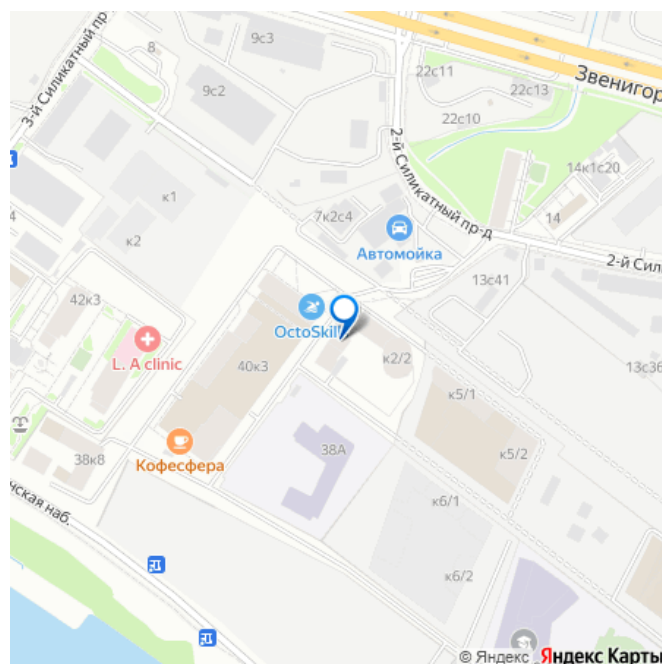 9с3
8
22с11
22с13
Звенигор
3-й Силикатный пр-
9с2
22с10
2-й Силикатный пр-д
14к1с20
к1
7к2с4
14
к2
Автомойка
2-й Сил
13с41
42к3
OctoSkil
L. A clinic
40к3
к2/2
13с36
к5/1
38к8
Кофесфера
38А
к5/2
нская наб.
к6/1
к6/2
© Яндекс Яндекс Карты